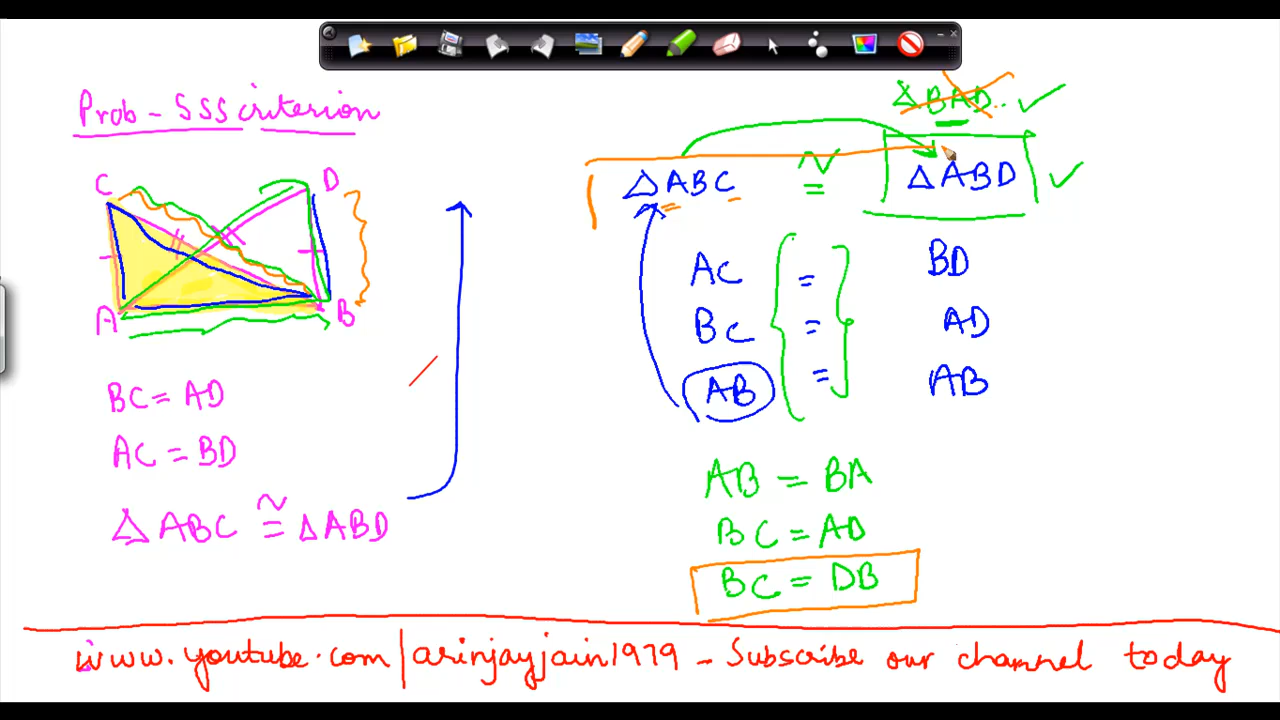 Prob - SSS criterion
C D
A B
BC = AD
AC = BD
△ ABC ≅ △ABD
△BAD..
△ABC ≅ △ABD
AC = BD
BC = AD
AB = AB
AB = BA
BC = AD
BC = DB
www.youtube.com/arinjayjain1979 - Subscribe our channel today